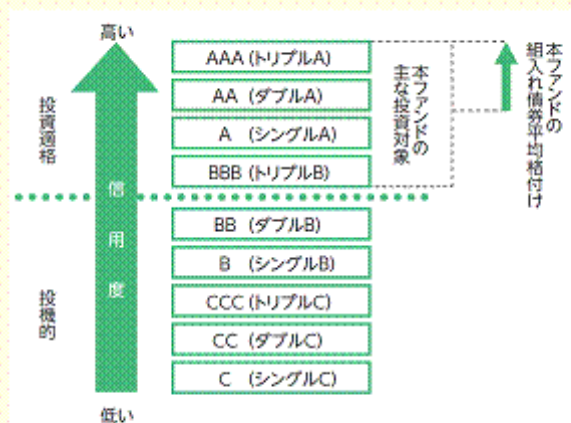 高い
AAA (トリプルA)
AA (ダブルA)
A (シングルA)
BBB (トリプルB)
BB (ダブルB)
B (シングルB)
CCC (トリプルC)
CC (ダブルC)
C (シングルC)
低い
投資適格
投機的
信用度
本ファンドの
主な投資対象
本ファンドの
組入れ債券平均格付け